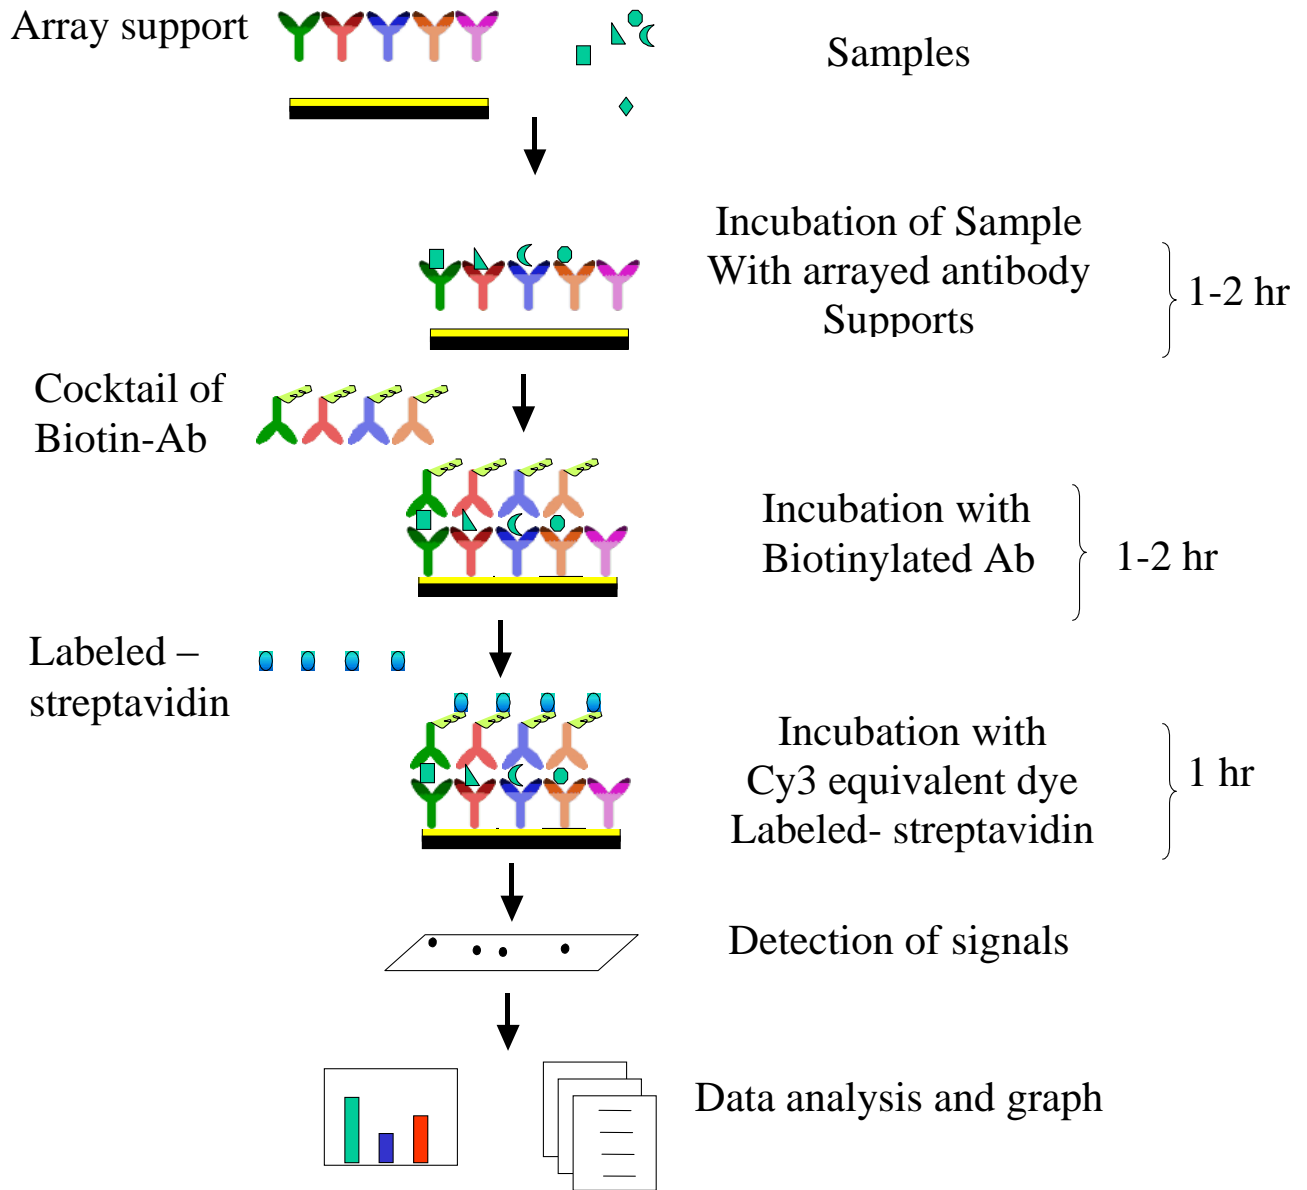 Array support
Samples
Incubation of Sample
With arrayed antibody
Supports
1-2 hr
Cocktail of
Biotin-Ab
Incubation with
Biotinylated Ab
1-2 hr
Labeled –
streptavidin
Incubation with
Cy3 equivalent dye
Labeled- streptavidin
1 hr
Detection of signals
Data analysis and graph